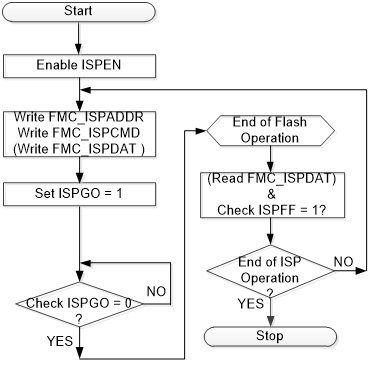 Start
Enable ISPEN
Write FMC_ISPADDR
Write FMC_ISPCMD
(Write FMC_ISPDAT )
Set ISPGO = 1
Check ISPGO = 0
?
NO
YES
End of Flash
Operation
(Read FMC_ISPDAT)
&
Check ISPFF = 1?
End of ISP
Operation
?
NO
YES
Stop